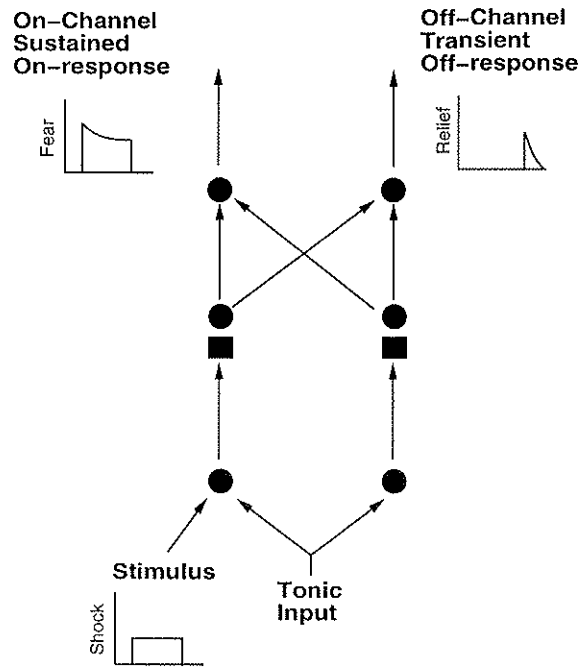 On–Channel
Sustained
On–response
Off–Channel
Transient
Off–response
Fear
Relief
Stimulus
Tonic
Input
Shock